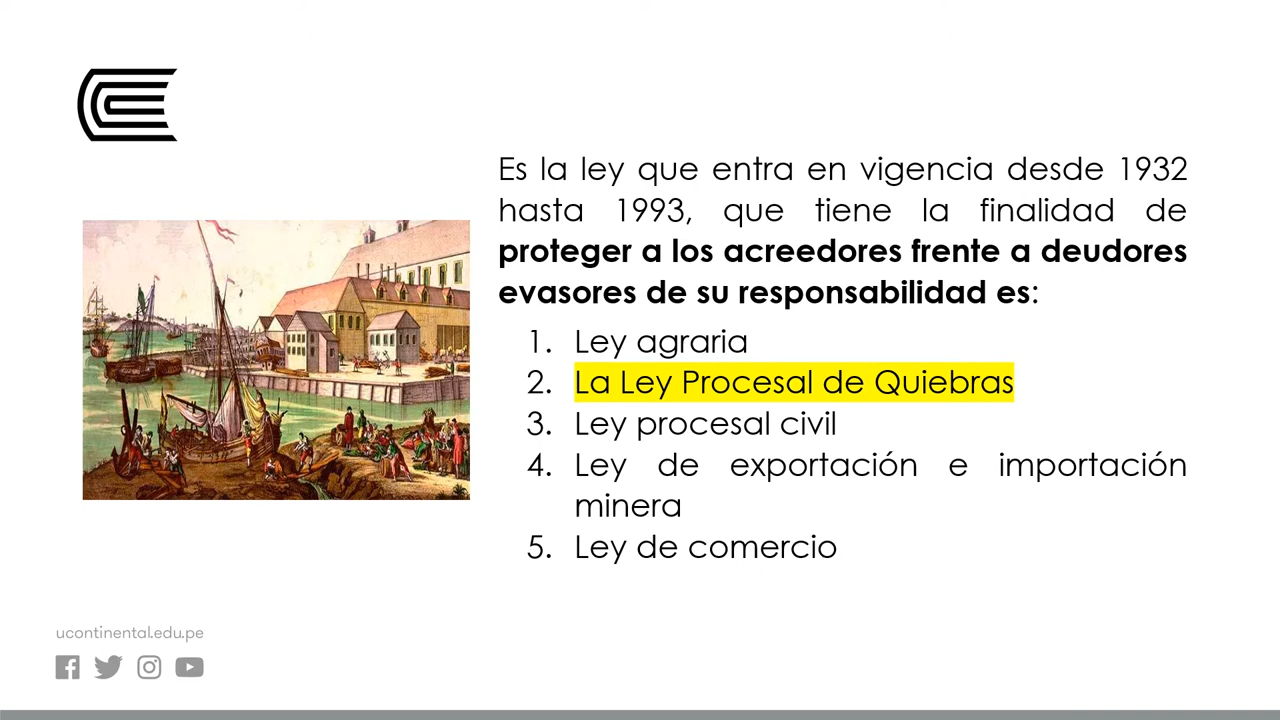 Es la ley que entra en vigencia desde 1932
hasta 1993, que tiene la finalidad de
proteger a los acreedores frente a deudores
evasores de su responsabilidad es:
1. Ley agraria
2. La Ley Procesal de Quiebras
3. Ley procesal civil
4. Ley de exportación e importación
minera
5. Ley de comercio
ucontinental.edu.pe